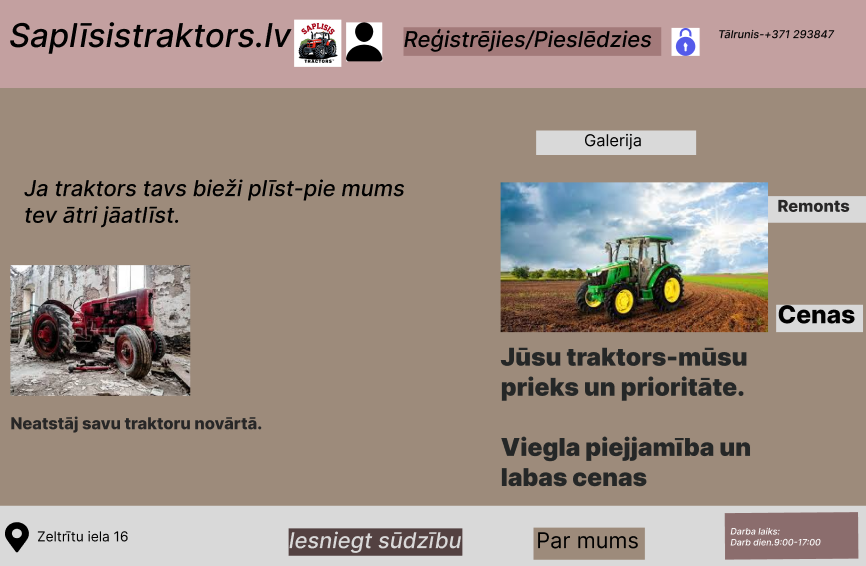 Saplīsistraktors.lv
SAPLISIS
TRACTORS
Reģistrējies/Pieslēdzies
Tālrunis-+371 293847
Galerija
Ja traktors tavs bieži plīst-pie mums
tev ātri jāatlīst.
Remonts
Cenas
Jūsu traktors-mūsu
prieks un prioritāte.
Neatstāj savu traktoru novārtā.
Viegla piejjamība un
labas cenas
Zeltrītu iela 16
Iesniegt sūdzību
Par mums
Darba laiks:
Darb dien.9:00-17:00